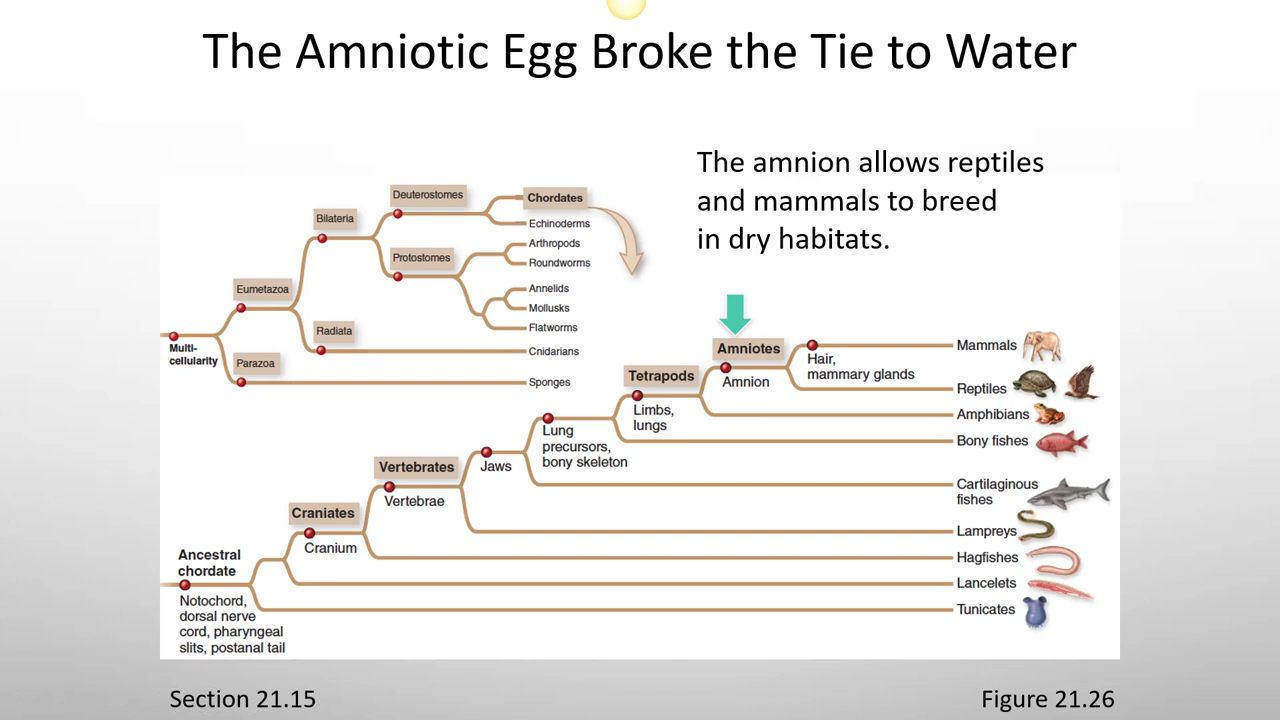 The Amniotic Egg Broke the Tie to Water
The amnion allows reptiles
and mammals to breed
in dry habitats.
Deuterostomes
Chordates
Echinoderms
Bilateria
Arthropods
Protostomes
Roundworms
Eumetazoa
Annelids
Mollusks
Radiata
Flatworms
Multi-
cellularity
Cnidarians
Parazoa
Sponges
Amniotes
Amnion
Hair,
mammary glands
Mammals
Tetrapods
Limbs,
lungs
Reptiles
Amphibians
Lung
precursors,
bony skeleton
Bony fishes
Jaws
Vertebrates
Vertebrae
Cartilaginous
fishes
Craniates
Cranium
Lampreys
Hagfishes
Ancestral
chordate
Lancelets
Notochord,
dorsal nerve
cord, pharyngeal
slits, postanal tail
Tunicates
Section 21.15
Figure 21.26